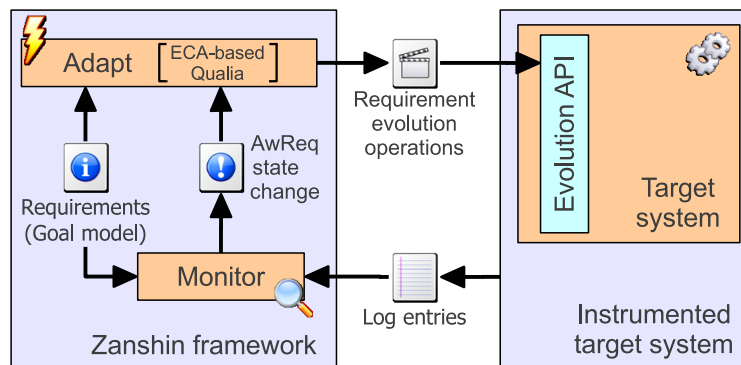 Adapt
ECA-based
Qualia
Requirement
evolution
operations
Evolution API
Target
system
AwReq
state
change
Requirements
(Goal model)
Monitor
Log entries
Zanshin framework
Instrumented
target system